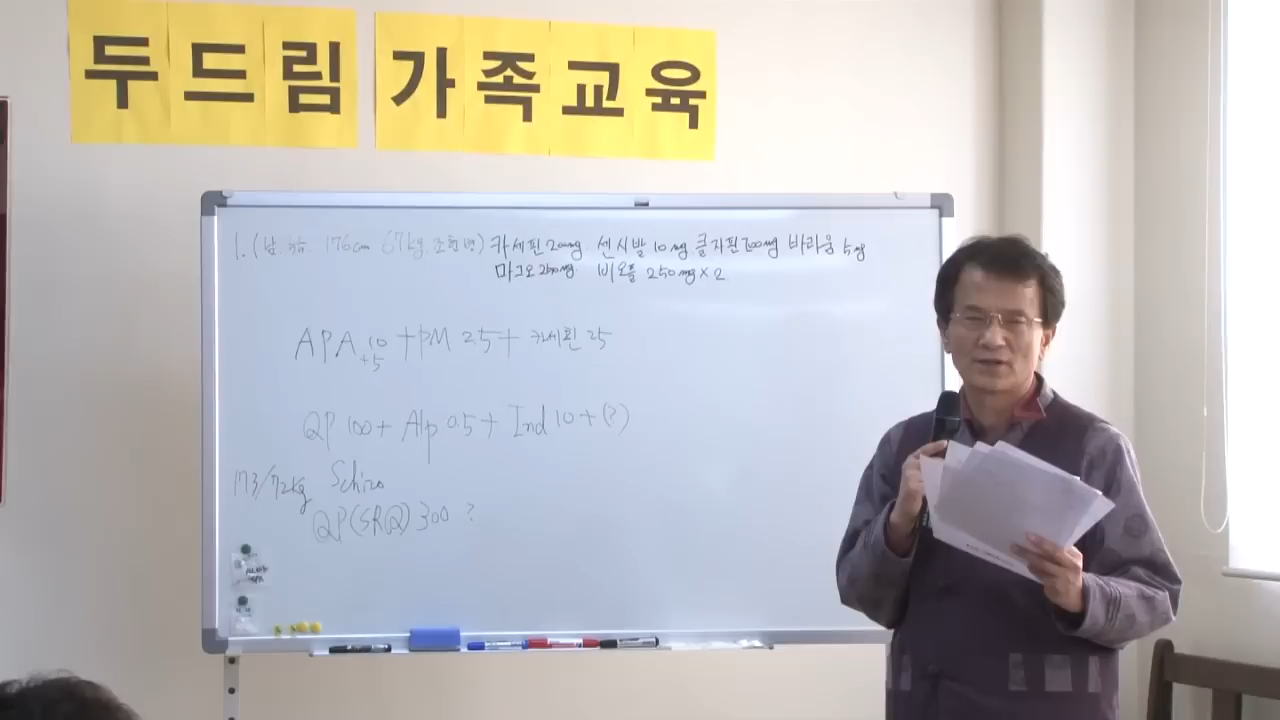 두드림 가족교육
1. (남. 176cm 67kg. 조현병) 카세핀 200mg 센시발 10mg 클자핀 200mg 바라움 5mg
마그오 250mg 비오플 250mg×2
APA 10 + PM 25 + 카세핀 25
+5
QP 100 + Alp 0.5 + Ind 10 + (?)
173/72kg Schizo
QP(SR Q) 300 ?